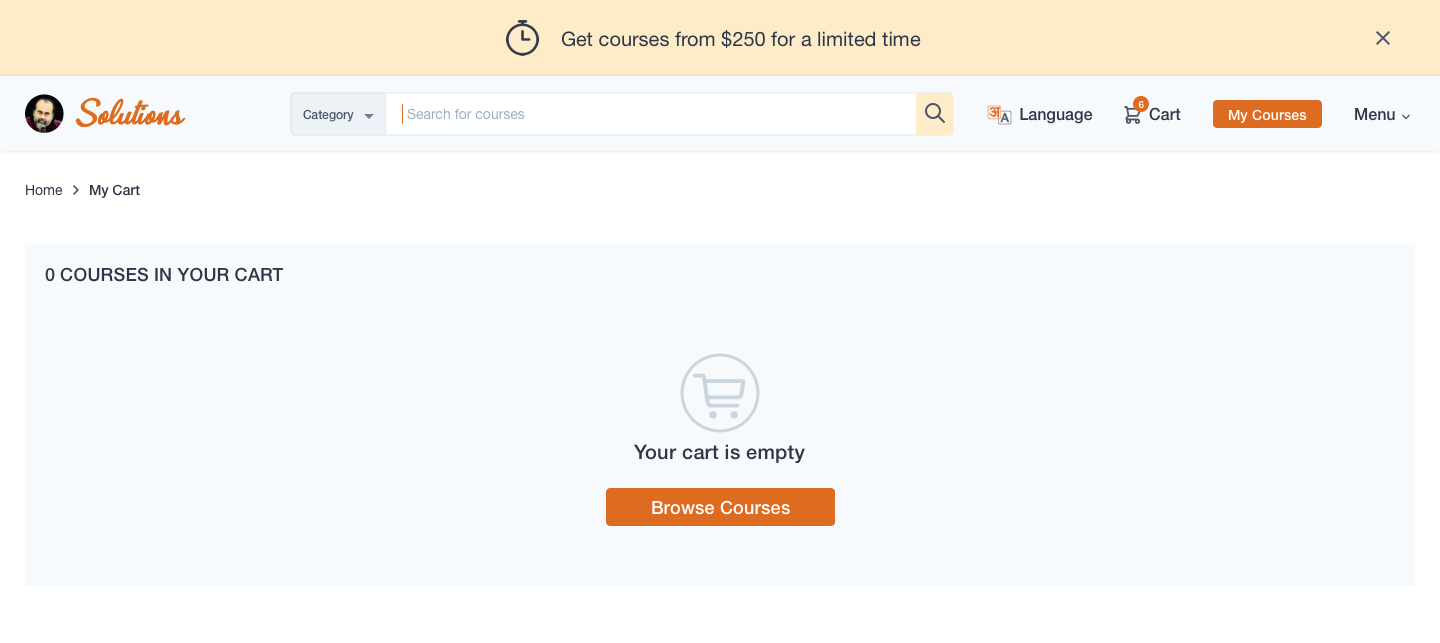 Get courses from $250 for a limited time
Solutions
Category
Search for courses
अ A
Language
6
Cart
My Courses
Menu
Home > My Cart
0 COURSES IN YOUR CART
Your cart is empty
Browse Courses